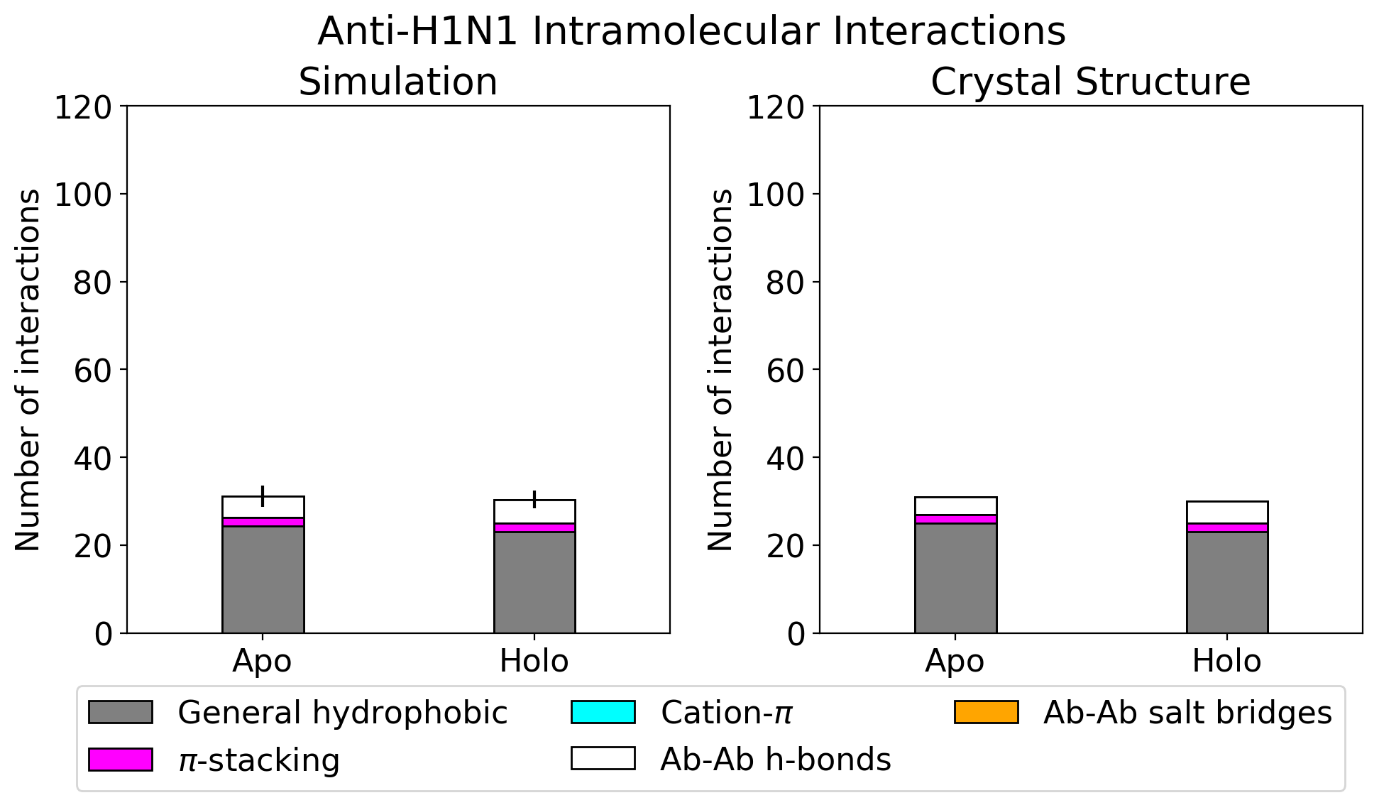 Anti-H1N1 Intramolecular Interactions
Simulation
Number of interactions
120
100
80
60
40
20
0
Apo Holo
Crystal Structure
Number of interactions
120
100
80
60
40
20
0
Apo Holo
General hydrophobic
π-stacking
Cation-π
Ab-Ab h-bonds
Ab-Ab salt bridges